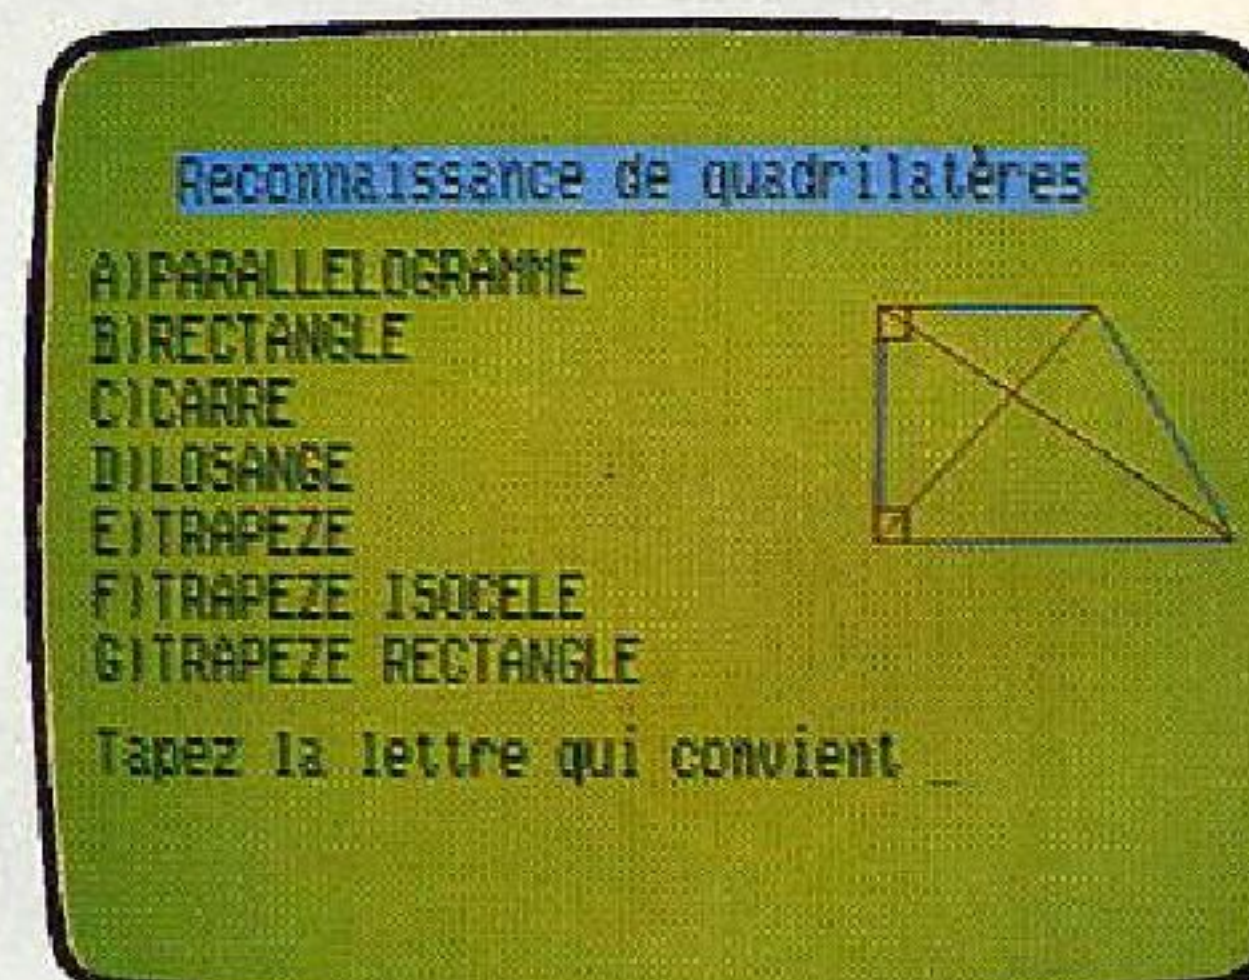 Reconnaissance de quadrilatères
A)PARALLELOGRAMME
B)RECTANGLE
C)CARRE
D)LOSANGE
E)TRAPEZE
F)TRAPEZE ISOCELE
G)TRAPEZE RECTANGLE
Tapez la lettre qui convient _